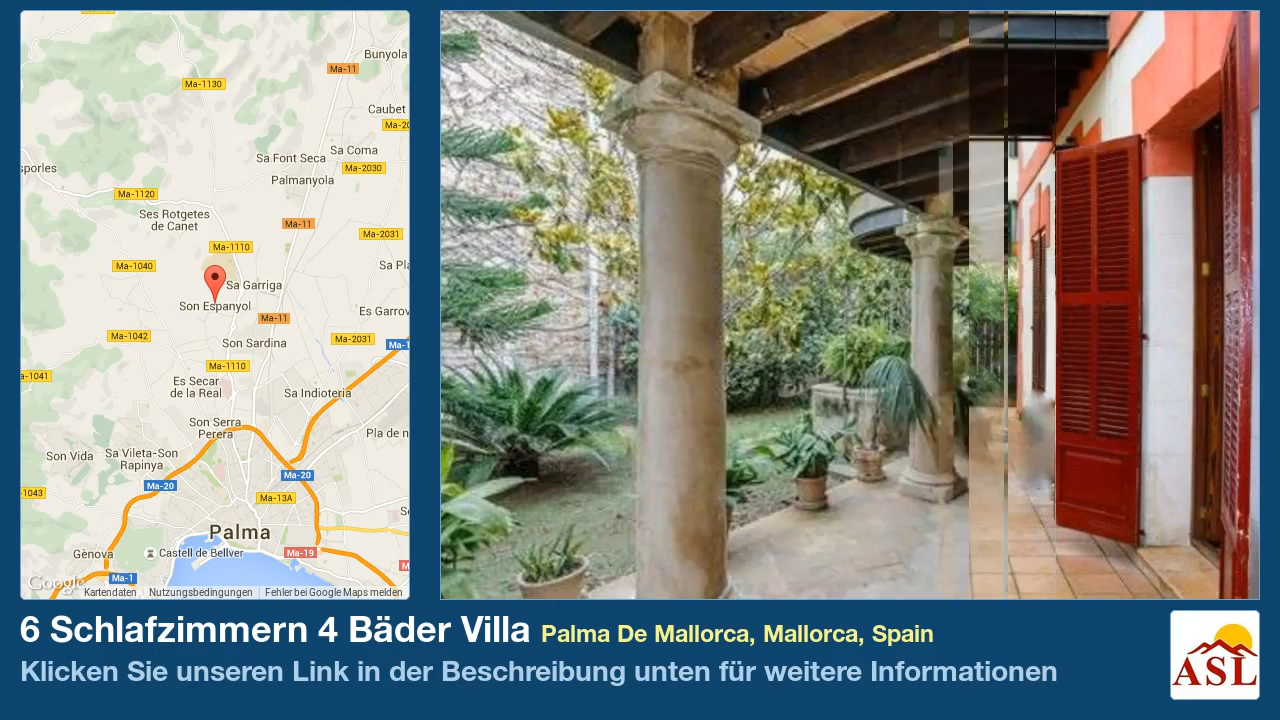 Bunyola
Ma-11
Ma-1130
Caubet
Ma-20
Sa Coma
Sa Font Seca
Ma-2030
sporles
Palmanyola
Ma-1120
Ses Rotgetes
de Canet
Ma-11
Ma-2031
Ma-1110
Ma-1040
Sa Pla
Sa Garriga
Son Espanyol
Es Garrov
Ma-11
Ma-1042
Ma-2031
Son Sardina
Ma-1
Ma-1110
-1041
Es Secar
de la Real
Sa Indioteria
Son Serra
Perera
Pla de n
Son Vida
Sa Vileta-Son
Rapinya
Ma-20
Ma-20
-1043
Ma-13A
Palma
Gènova
Castell de Bellver
Ma-19
Ma-1
Google
Kartendaten
Nutzungsbedingungen
Fehler bei Google Maps melden
6 Schlafzimmern 4 Bäder Villa Palma De Mallorca, Mallorca, Spain
Klicken Sie unseren Link in der Beschreibung unten für weitere Informationen
ASL